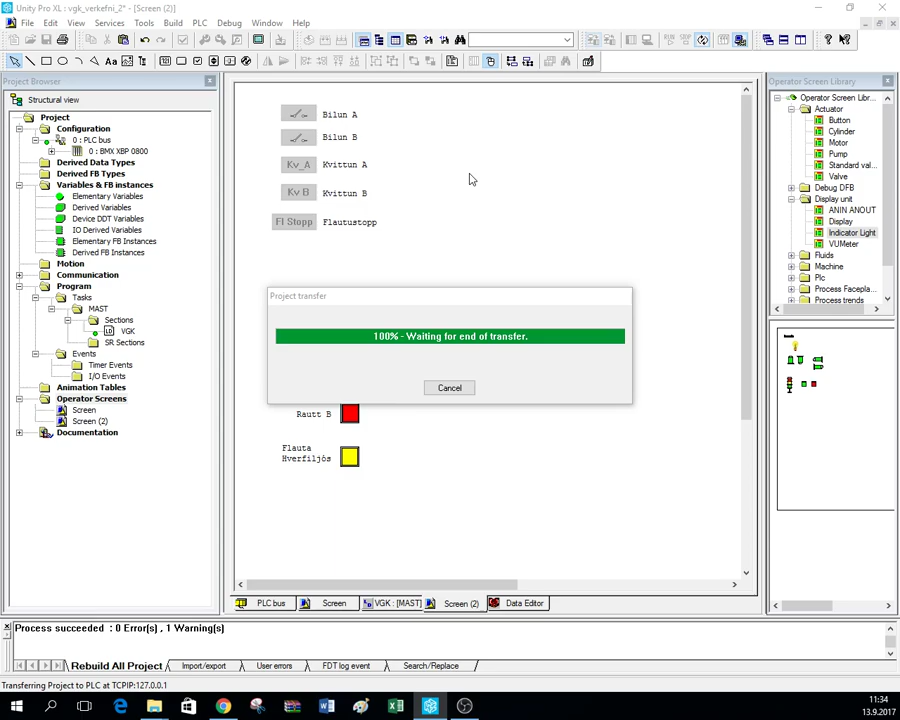 Unity Pro XL : vgk_verkefni_2* - [Screen (2)]
File Edit View Services Tools Build PLC Debug Window Help
Project Browser
Structural view
Project
Configuration
0 : PLC bus
0 : BMX XBP 0800
Derived Data Types
Derived FB Types
Variables & FB instances
Elementary Variables
Derived Variables
Device DDT Variables
IO Derived Variables
Elementary FB Instances
Derived FB Instances
Motion
Communication
Program
Tasks
MAST
Sections
LD VGK
SR Sections
Events
Timer Events
I/O Events
Animation Tables
Operator Screens
Screen
Screen (2)
Documentation
Bilun A
Bilun B
Kv_A Kvittun A
Kv B Kvittun B
Fl Stopp Flautustopp
Project transfer
100% - Waiting for end of transfer.
Cancel
Rautt B
Flauta
Hverfiljós
Operator Screen Library
Operator Screen Libr...
Actuator
Button
Cylinder
Motor
Pump
Standard val...
Valve
Debug DFB
Display unit
ANIN ANOUT
Display
Indicator Light
VUMeter
Fluids
Machine
Plc
Process Facepla...
Process trends
PLC bus Screen VGK : [MAST] Screen (2) Data Editor
Process succeeded : 0 Error(s) , 1 Warning(s)
Rebuild All Project Import/export User errors FDT log event Search/Replace
Transferring Project to PLC at TCPIP:127.0.0.1
11:34
13.9.2017